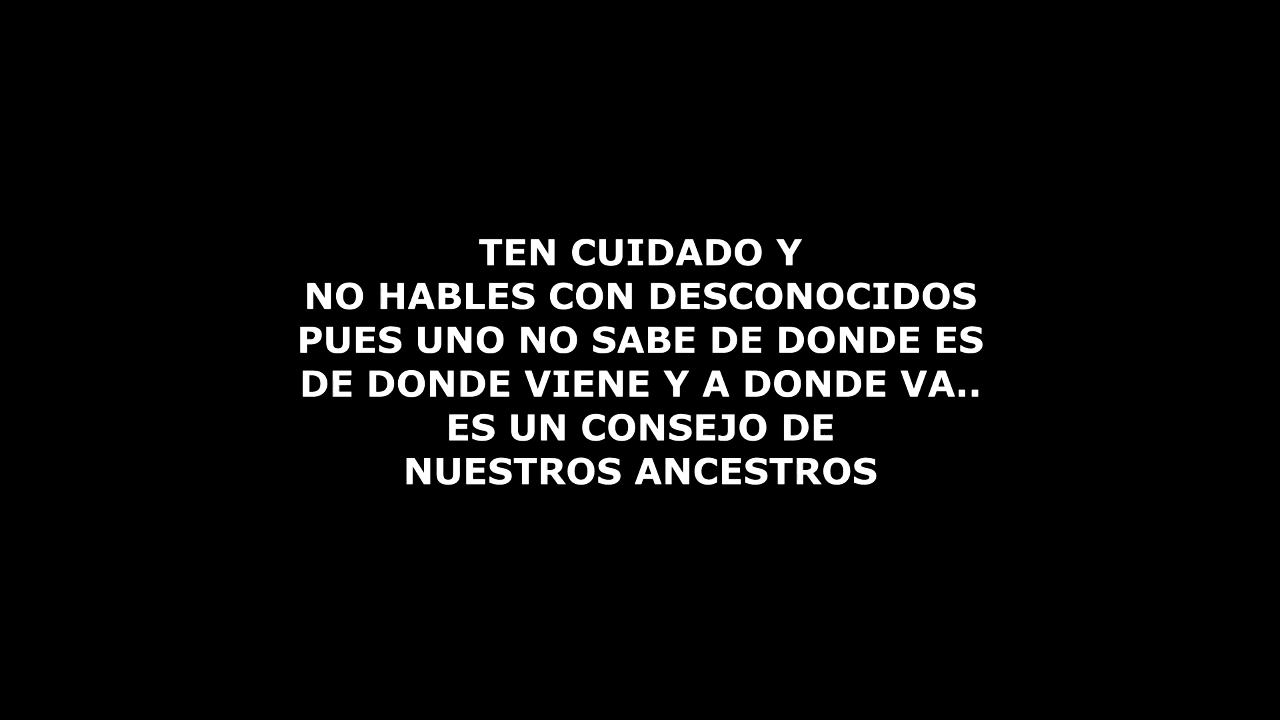 TEN CUIDADO Y
NO HABLES CON DESCONOCIDOS
PUES UNO NO SABE DE DONDE ES
DE DONDE VIENE Y A DONDE VA..
ES UN CONSEJO DE
NUESTROS ANCESTROS